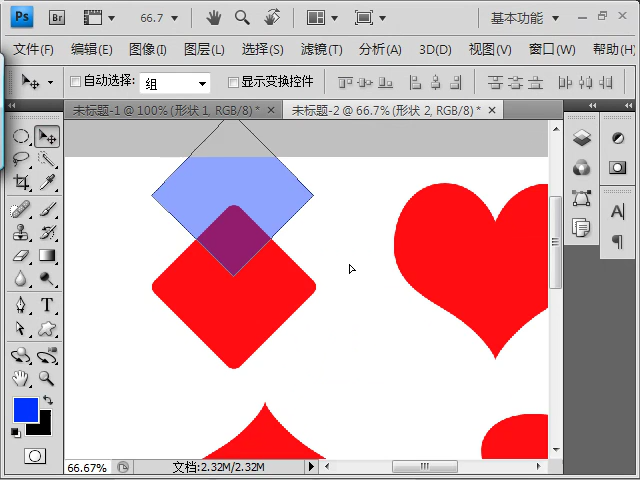 Ps Br 66.7 基本功能
文件(F) 编辑(E) 图像(I) 图层(L) 选择(S) 滤镜(T) 分析(A) 3D(D) 视图(V) 窗口(W) 帮助(H)
自动选择: 组 显示变换控件
未标题-1 @ 100% (形状 1, RGB/8) * × 未标题-2 @ 66.7% (形状 2, RGB/8) * ×
T
A
66.67% 文档:2.32M/2.32M